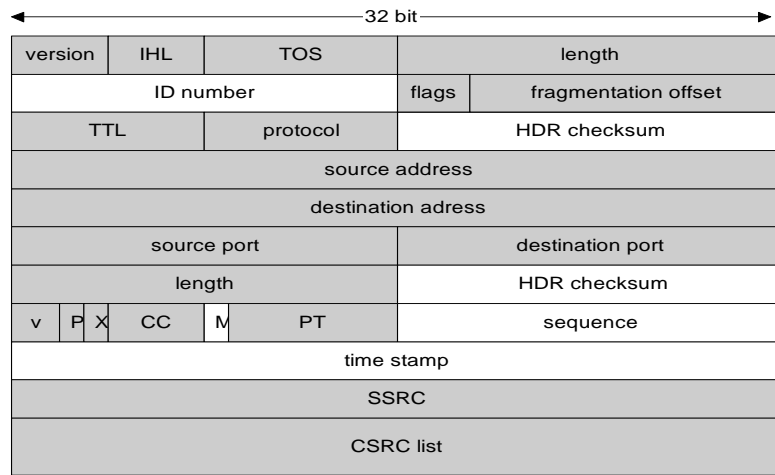 32 bit
version IHL TOS length
ID number flags fragmentation offset
TTL protocol HDR checksum
source address
destination adress
source port destination port
length HDR checksum
v P X CC M PT sequence
time stamp
SSRC
CSRC list